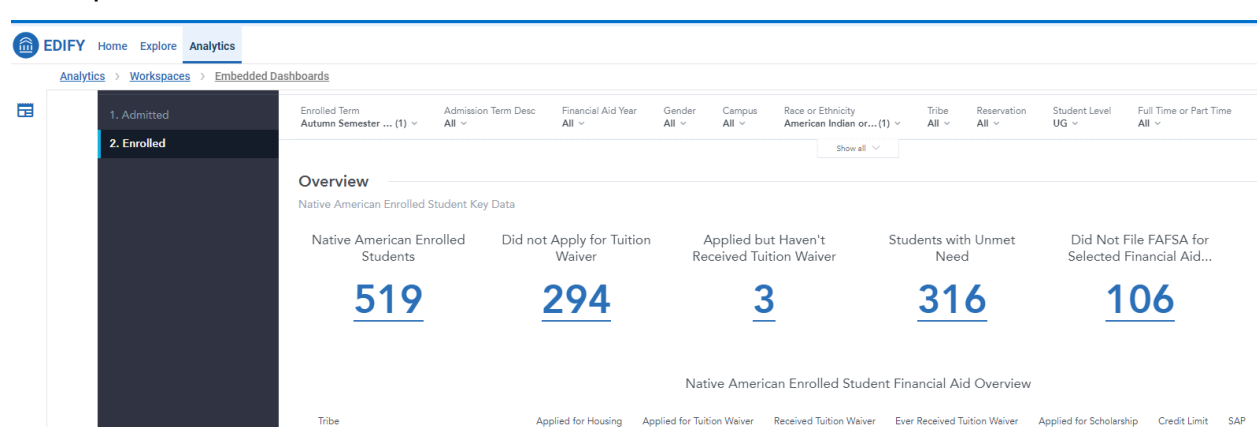 EDIFY Home Explore Analytics
Analytics > Workspaces > Embedded Dashboards
1. Admitted
2. Enrolled
Enrolled Term Admission Term Desc Financial Aid Year Gender Campus Race or Ethnicity Tribe Reservation Student Level Full Time or Part Time
Autumn Semester ... (1) All All All All American Indian or...(1) All All UG All
Show all
Overview
Native American Enrolled Student Key Data
Native American Enrolled Did not Apply for Tuition Applied but Haven't Students with Unmet Did Not File FAFSA for
Students Waiver Received Tuition Waiver Need Selected Financial Aid...
519 294 3 316 106
Native American Enrolled Student Financial Aid Overview
Tribe Applied for Housing Applied for Tuition Waiver Received Tuition Waiver Ever Received Tuition Waiver Applied for Scholarship Credit Limit SAP